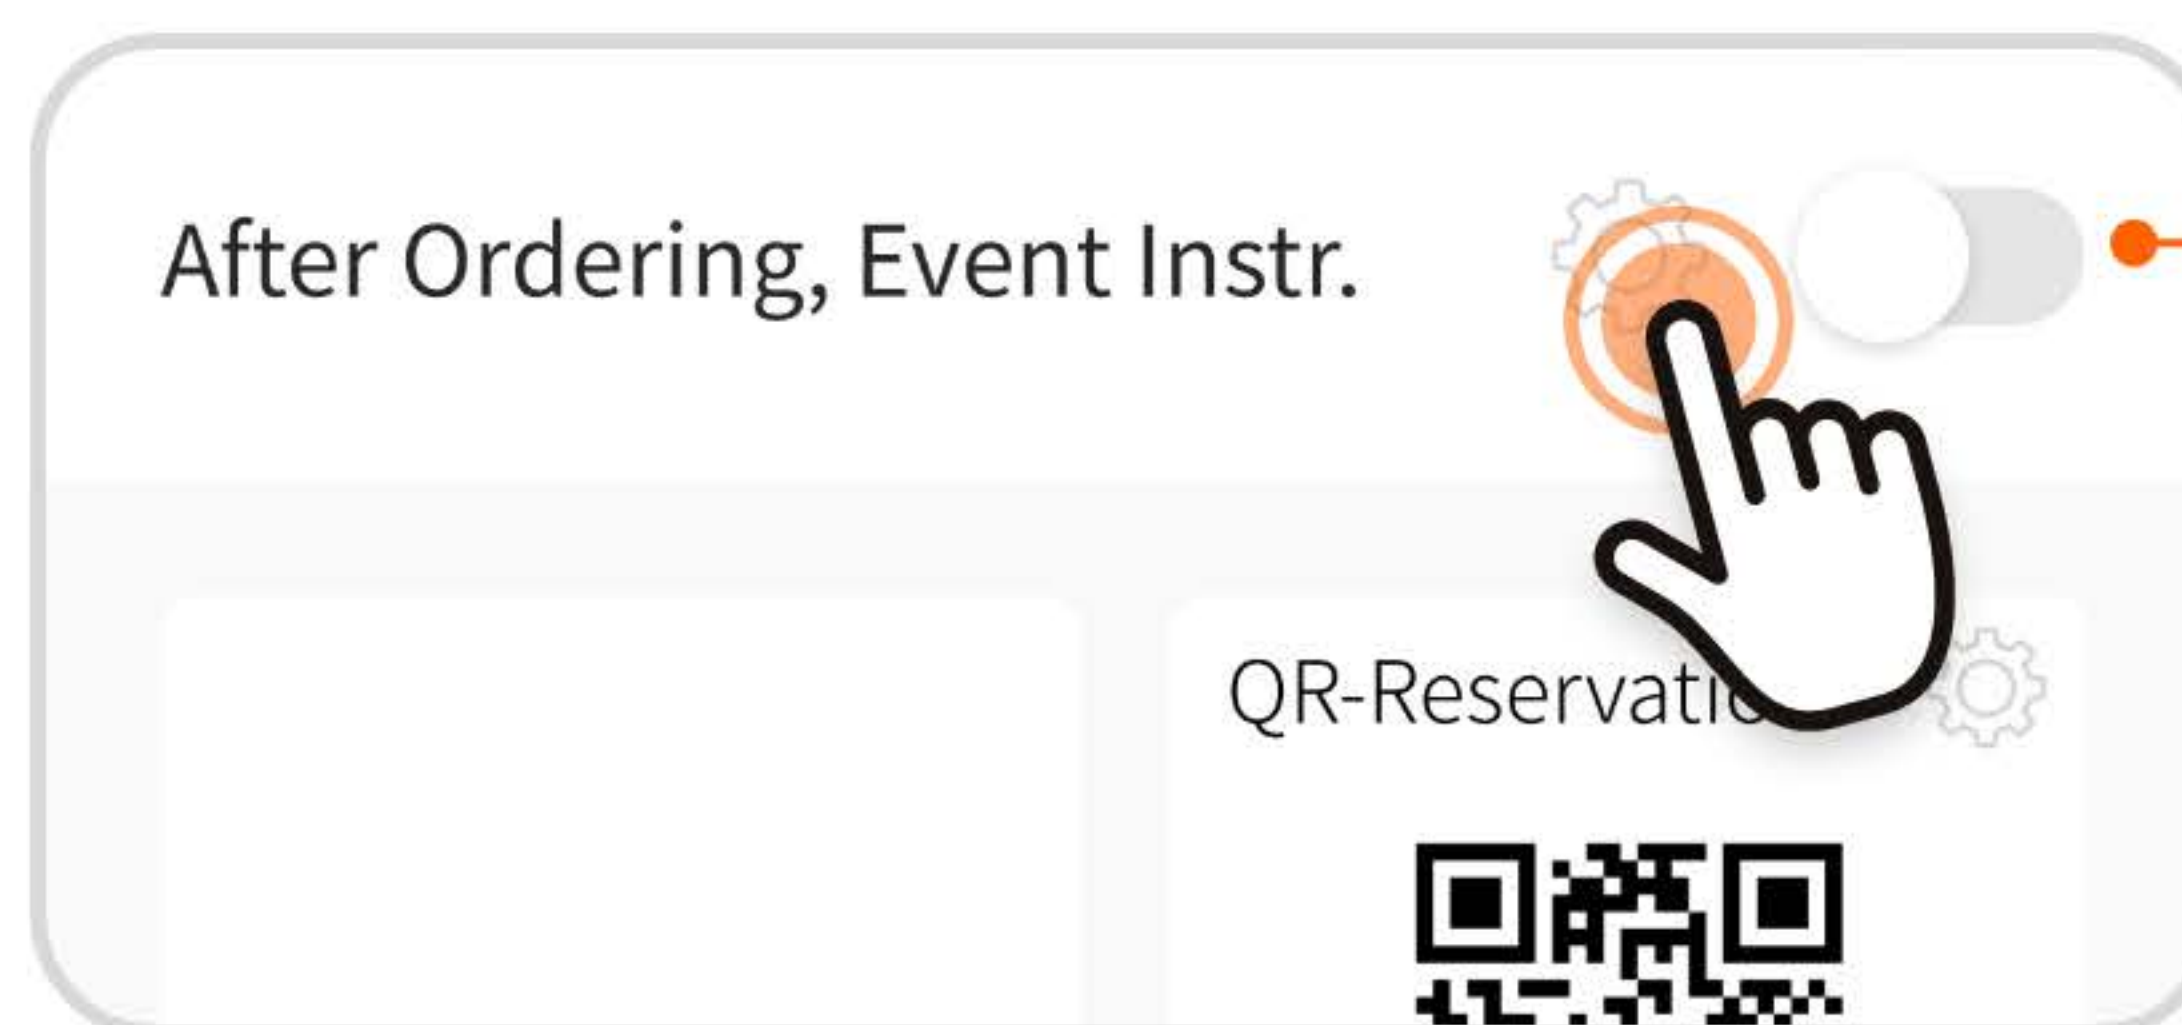 After Ordering, Event Instr.
QR-Reservati